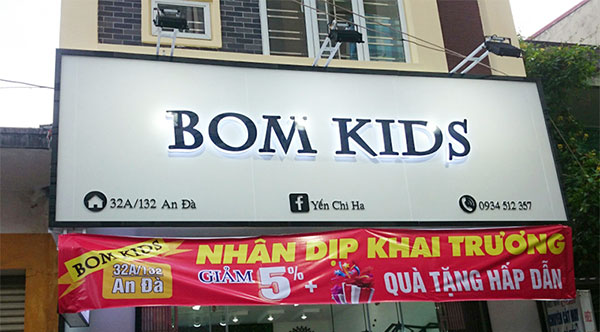 BOM KIDS
32A/132 An Đà
Yến Chi Ha
0934 512 357
BOM KIDS
32A/132
An Đà
NHÂN DỊP KHAI TRƯƠNG
GIẢM 5% + QUÀ TẶNG HẤP DẪN